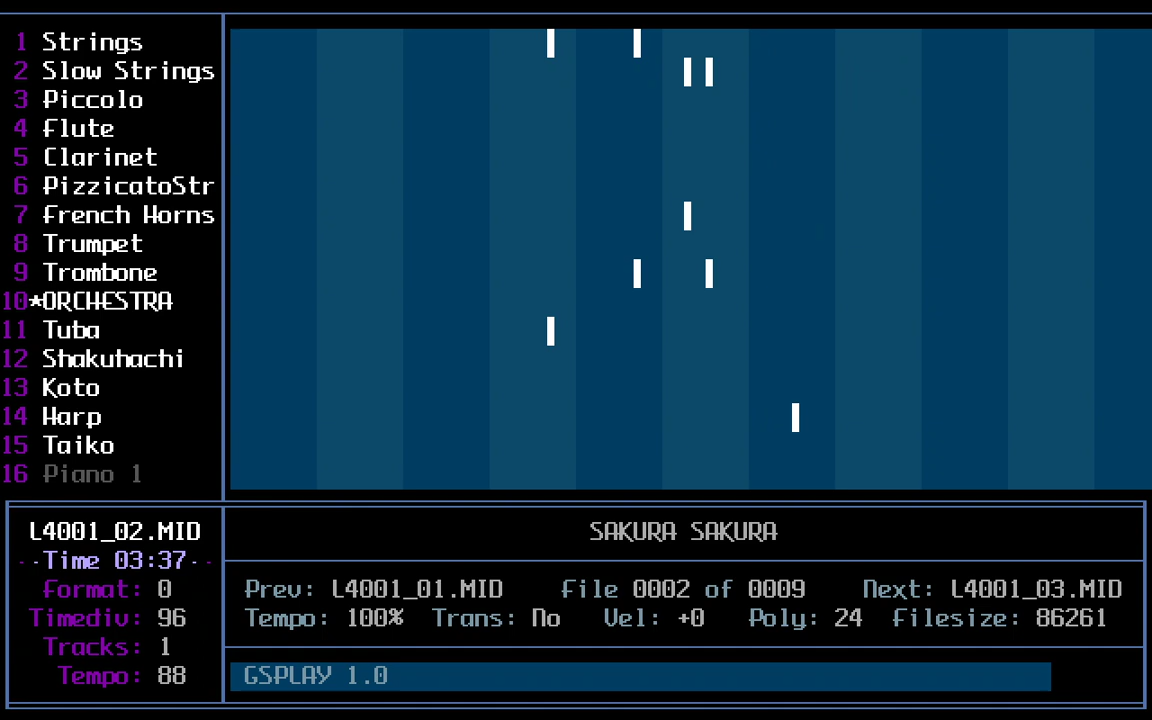 1 Strings
2 Slow Strings
3 Piccolo
4 Flute
5 Clarinet
6 PizzicatoStr
7 French Horns
8 Trumpet
9 Trombone
10*ORCHESTRA
11 Tuba
12 Shakuhachi
13 Koto
14 Harp
15 Taiko
16 Piano 1
L4001_02.MID
--Time 03:37--
Format: 0
Timediv: 96
Tracks: 1
Tempo: 88
SAKURA SAKURA
Prev: L4001_01.MID File 0002 of 0009 Next: L4001_03.MID
Tempo: 100% Trans: No Vel: +0 Poly: 24 Filesize: 86261
GSPLAY 1.0